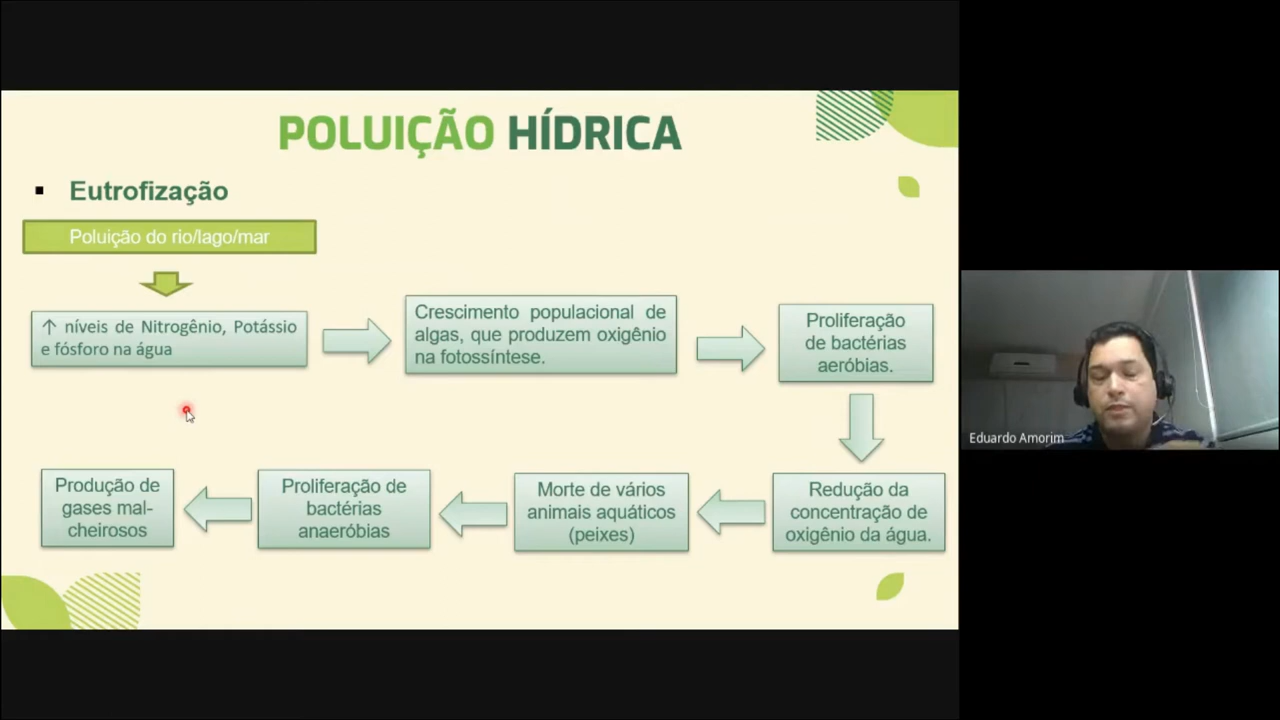 POLUIÇÃO HÍDRICA
▪ Eutrofização
Poluição do rio/lago/mar
↑ níveis de Nitrogênio, Potássio
e fósforo na água
Crescimento populacional de
algas, que produzem oxigênio
na fotossíntese.
Proliferação
de bactérias
aeróbias.
Redução da
concentração de
oxigênio da água.
Morte de vários
animais aquáticos
(peixes)
Proliferação de
bactérias
anaeróbias
Produção de
gases mal-
cheirosos
Eduardo Amorim